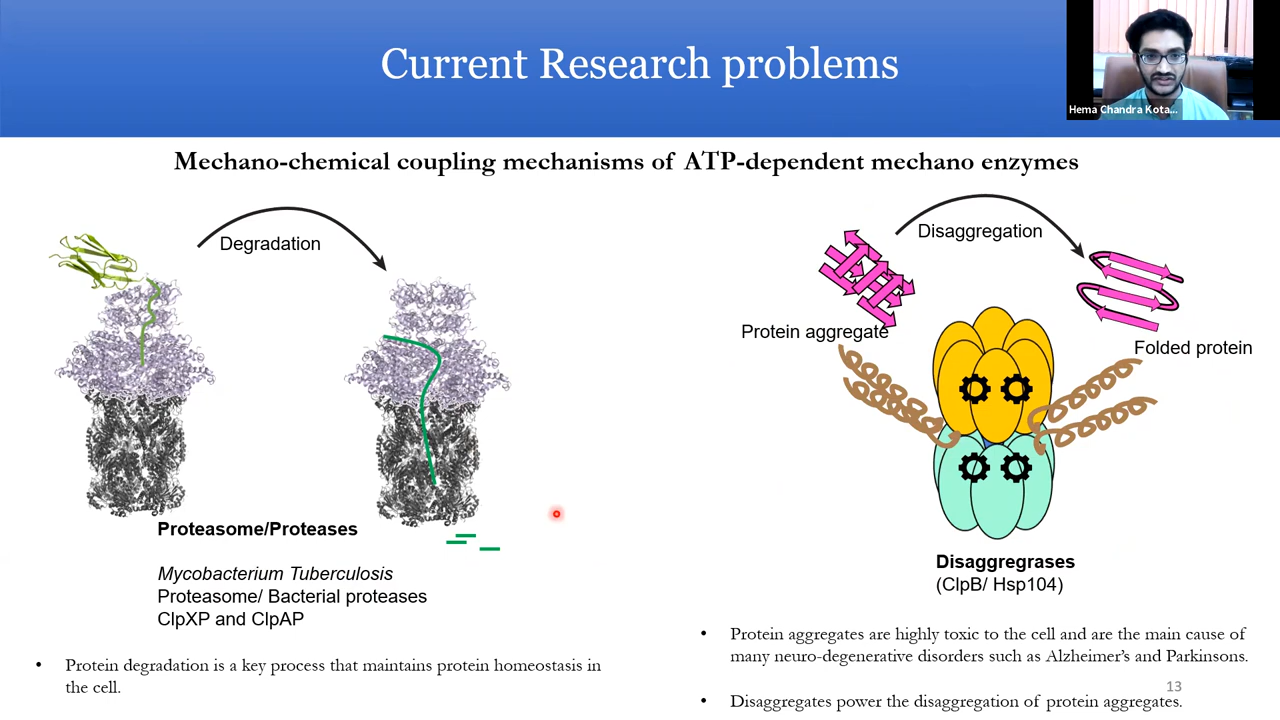 Current Research problems
Hema Chandra Kota...
Mechano-chemical coupling mechanisms of ATP-dependent mechano enzymes
Degradation
Proteasome/Proteases
Mycobacterium Tuberculosis
Proteasome/ Bacterial proteases
ClpXP and ClpAP
• Protein degradation is a key process that maintains protein homeostasis in
the cell.
Disaggregation
Protein aggregate
Folded protein
Disaggregrases
(ClpB/ Hsp104)
• Protein aggregates are highly toxic to the cell and are the main cause of
many neuro-degenerative disorders such as Alzheimer's and Parkinsons.
• Disaggregates power the disaggregation of protein aggregates.
13